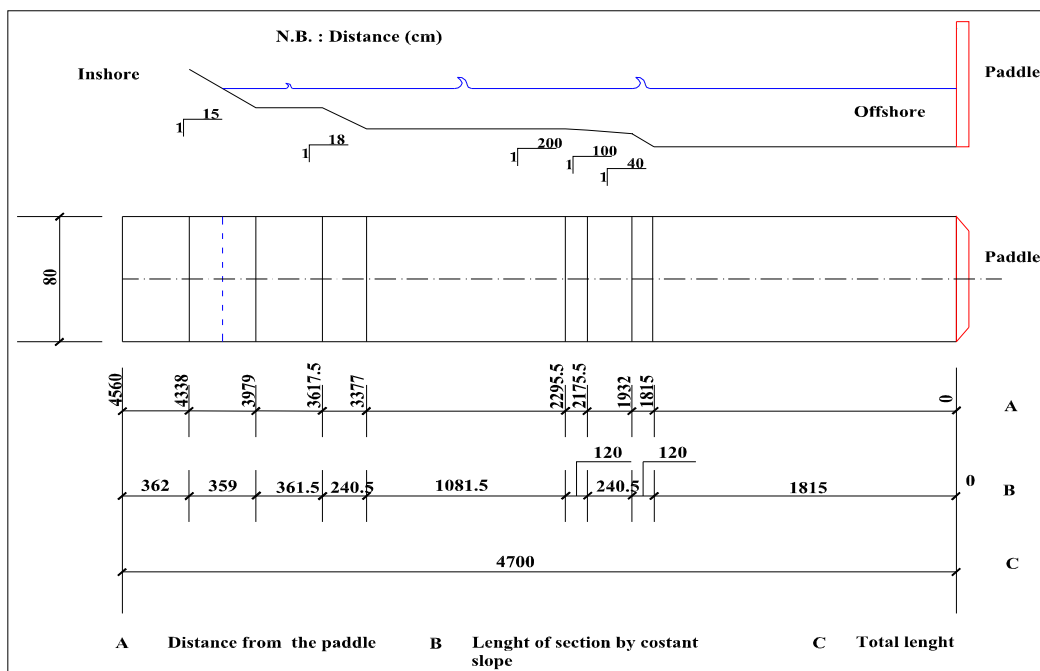 N.B. : Distance (cm)
Inshore
Paddle
Offshore
1 15
1 18
1 200
1 100
1 40
80
Paddle
4560 4338 3979 3617.5 3377 2295.5 2175.5 1932 1815 0
A
120 120
362 359 361.5 240.5 1081.5 240.5 1815 0
B
4700
C
A Distance from the paddle B Lenght of section by costant slope C Total lenght